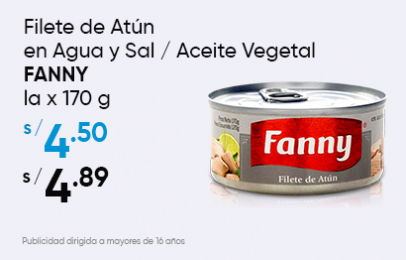 Filete de Atún
en Agua y Sal / Aceite Vegetal
FANNY
la x 170 g
s/4.50
s/4.89
Fanny
Filete de Atún
Publicidad dirigida a mayores de 16 años